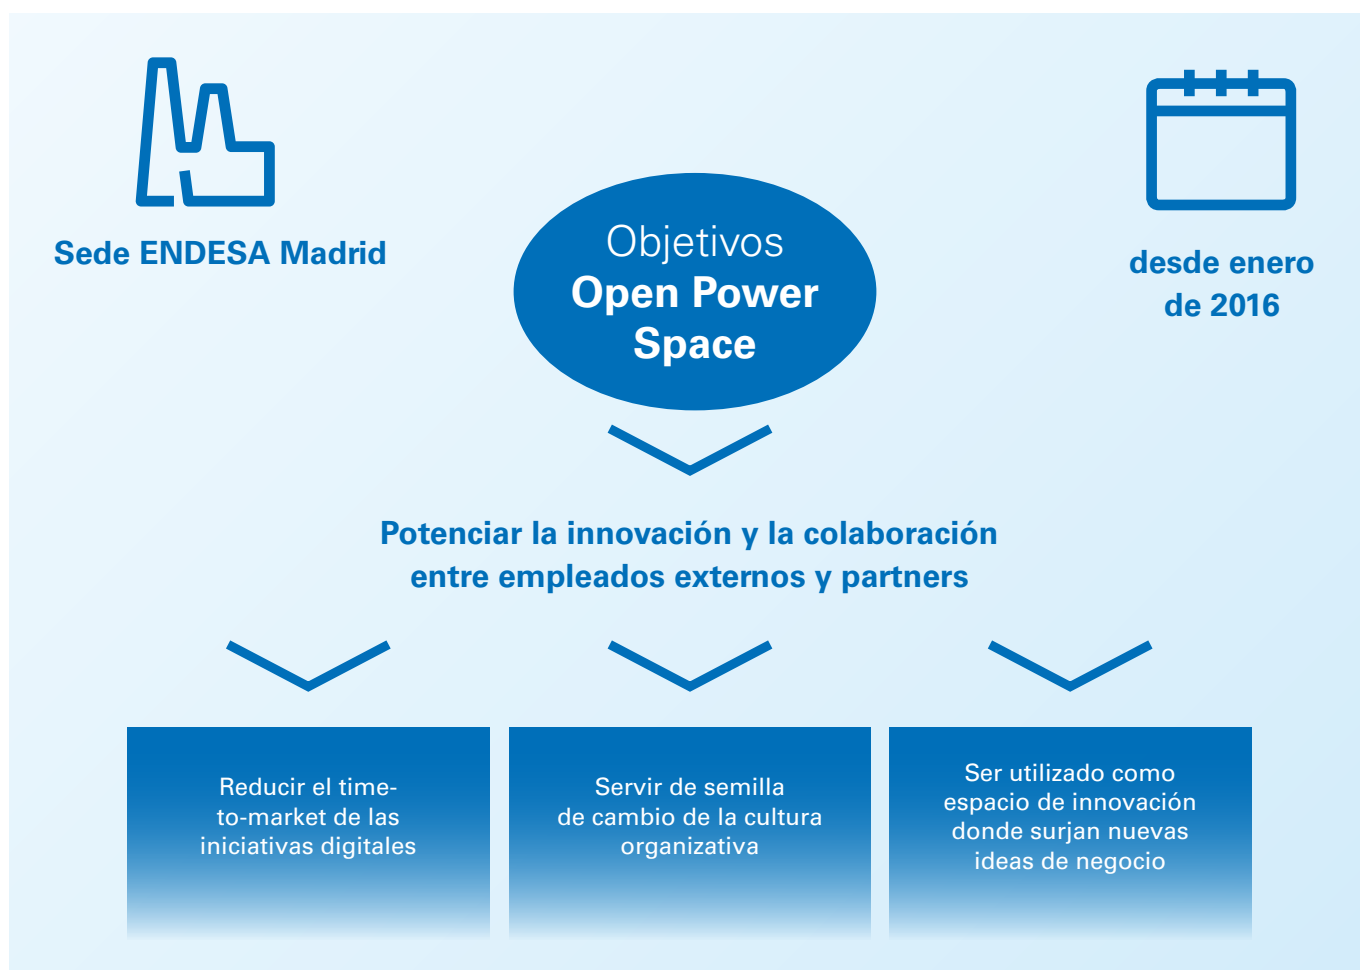 Sede ENDESA Madrid
Objetivos
Open Power
Space
desde enero
de 2016
Potenciar la innovación y la colaboración
entre empleados externos y partners
Reducir el time-
to-market de las
iniciativas digitales
Servir de semilla
de cambio de la cultura
organizativa
Ser utilizado como
espacio de innovación
donde surjan nuevas
ideas de negocio